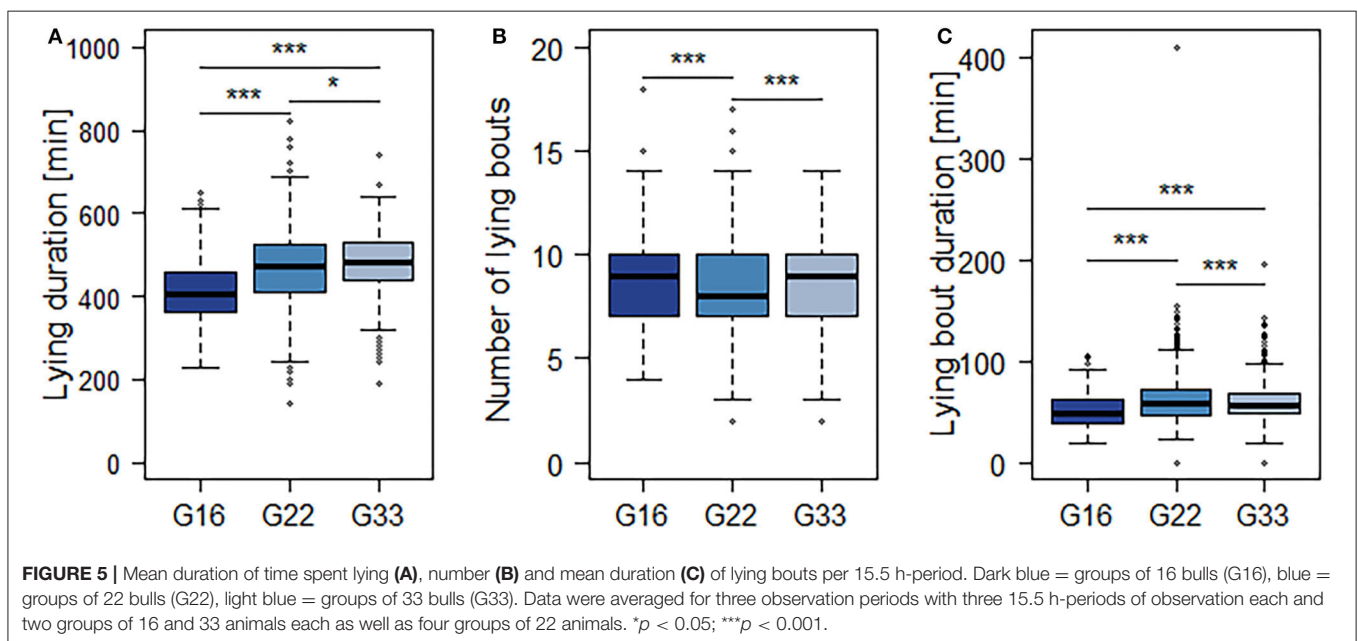 A
Lying duration [min]
1000
800
600
400
200
0
***
***
*
G16 G22 G33
B
Number of lying bouts
20
15
10
5
0
***
***
G16 G22 G33
C
Lying bout duration [min]
400
300
200
100
0
***
***
***
G16 G22 G33
FIGURE 5 | Mean duration of time spent lying (A), number (B) and mean duration (C) of lying bouts per 15.5 h-period. Dark blue = groups of 16 bulls (G16), blue =
groups of 22 bulls (G22), light blue = groups of 33 bulls (G33). Data were averaged for three observation periods with three 15.5 h-periods of observation each and
two groups of 16 and 33 animals each as well as four groups of 22 animals. *p < 0.05; ***p < 0.001.